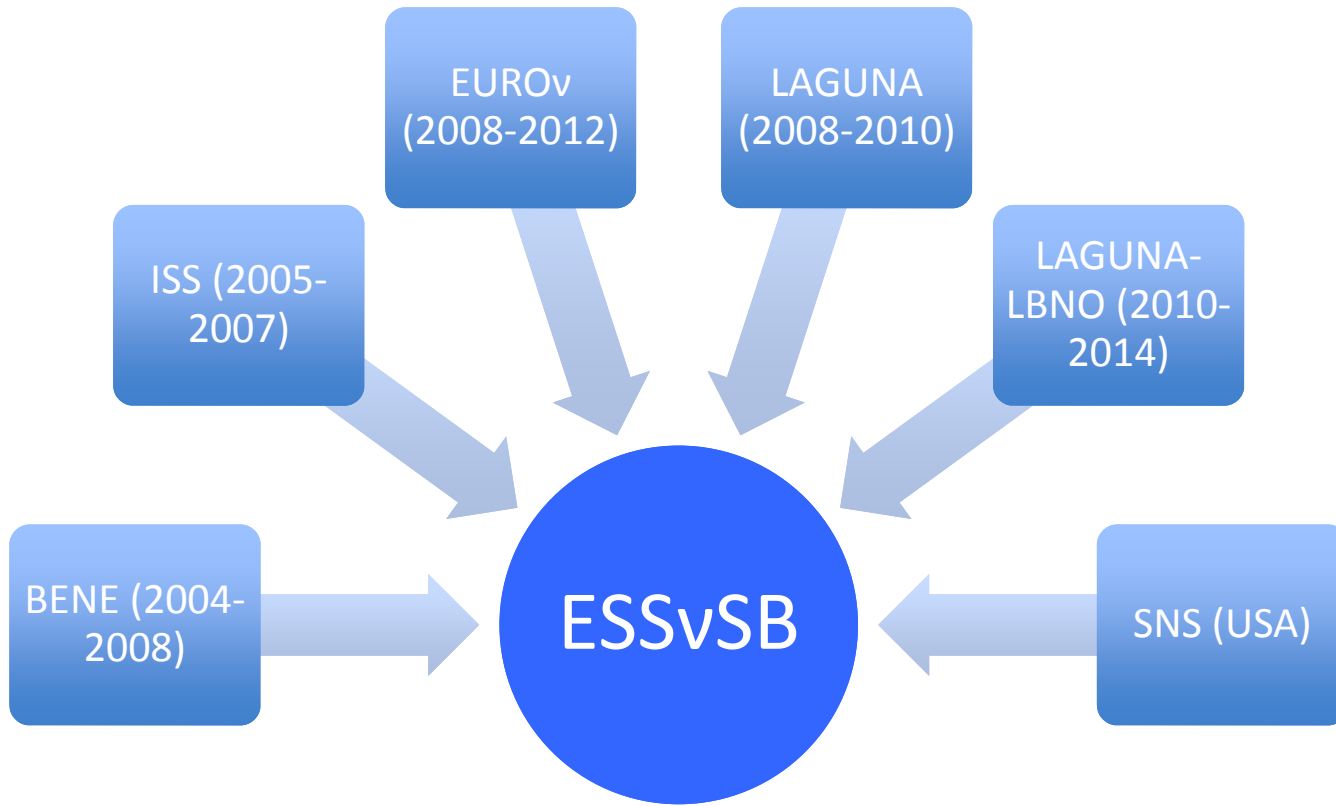 EUROν
(2008-2012)
LAGUNA
(2008-2010)
ISS (2005-
2007)
LAGUNA-
LBNO (2010-
2014)
BENE (2004-
2008)
ESSνSB
SNS (USA)